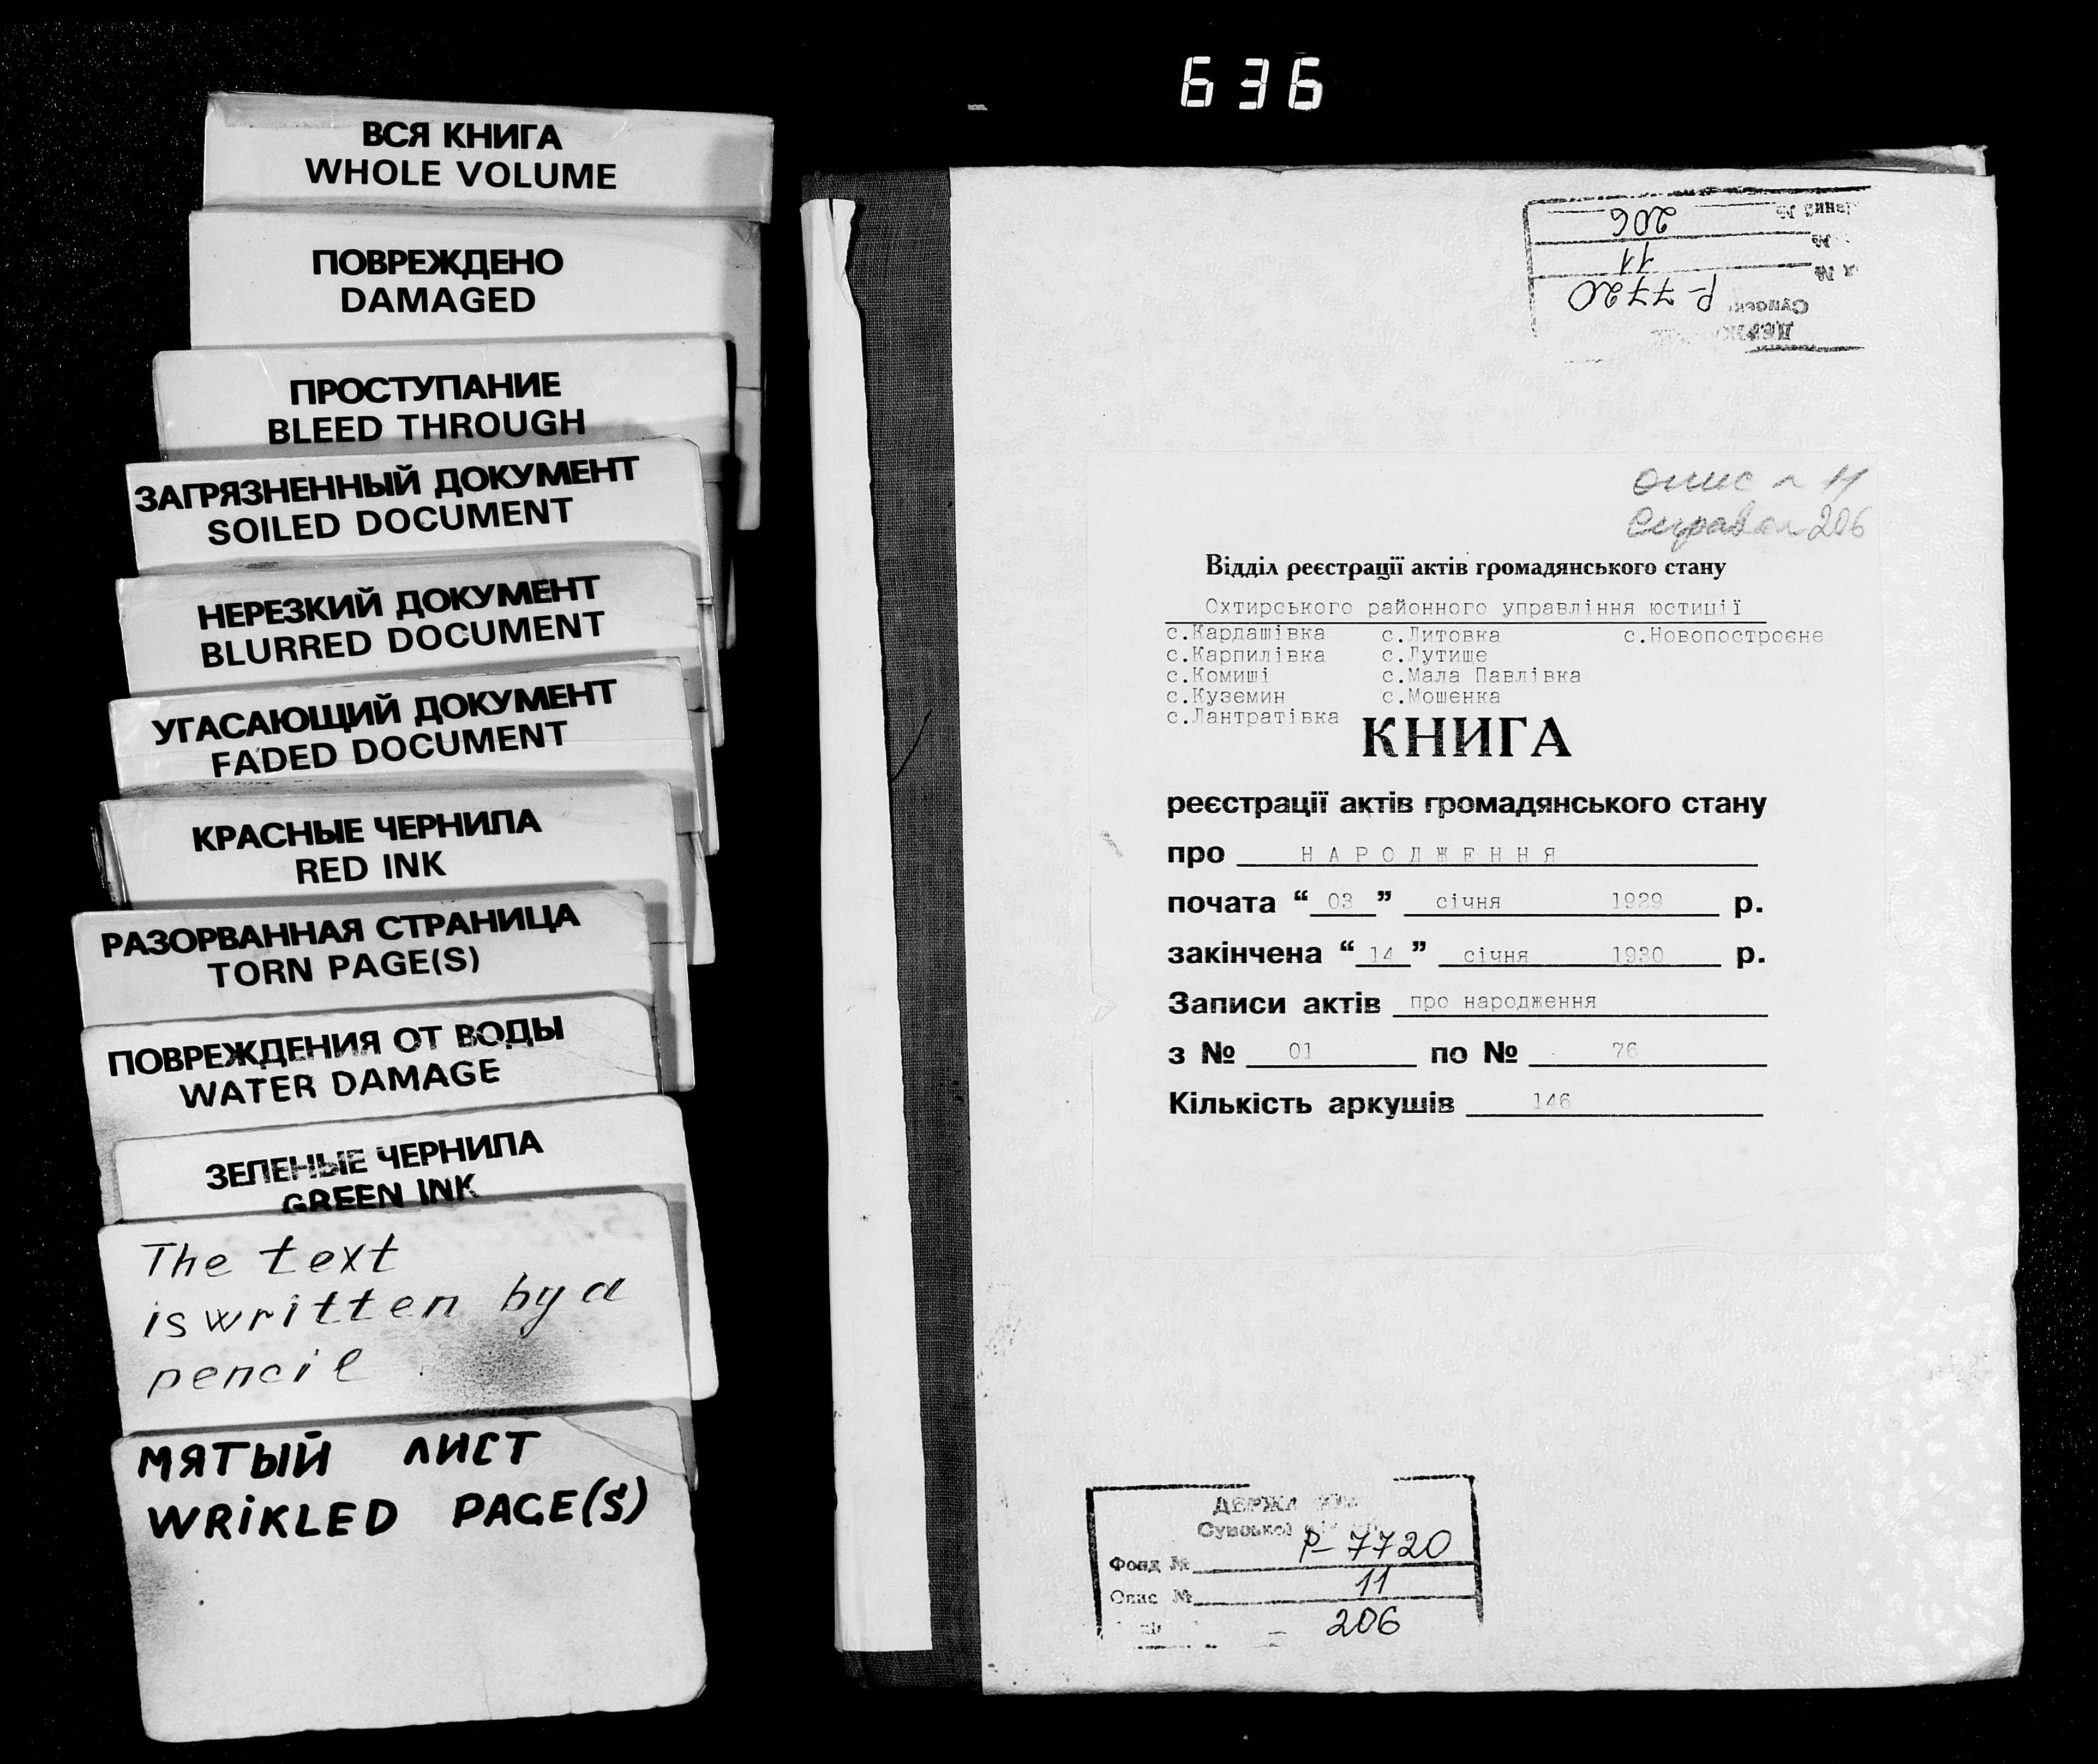 636
ВСЯ КНИГА
WHOLE VOLUME
ПОВРЕЖДЕНО
DAMAGED
ПРОСТУПАНИЕ
BLEED THROUGH
ЗАГРЯЗНЕННЫЙ ДОКУМЕНТ
SOILED DOCUMENT
НЕРЕЗКИЙ ДОКУМЕНТ
BLURRED DOCUMENT
УГАСАЮЩИЙ ДОКУМЕНТ
FADED DOCUMENT
КРАСНЫЕ ЧЕРНИЛА
RED INK
РАЗОРВАННАЯ СТРАНИЦА
TORN PAGE(S)
ПОВРЕЖДЕНИЯ ОТ ВОДЫ
WATER DAMAGE
ЗЕЛЕНЫЕ ЧЕРНИЛА
GREEN INK
The text
is written by a
pencil
МЯТЫЙ ЛИСТ
WRIKLED PAGE(S)
206
11
Р-7720
опис 11
Справа 206
Відділ реєстрації актів громадянського стану
Охтирського районного управління юстиції
с.Кардашівка с.Литовка с.Новопостроєне
с.Карпилівка с.Лутище
с.Комиші с.Мала Павлівка
с.Куземин с.Мошенка
с.Лантратівка
КНИГА
реєстрації актів громадянського стану
про НАРОДЖЕННЯ
почата “ 03 ” січня 1929 р.
закінчена “ 14 ” січня 1930 р.
Записи актів про народження
з № 01 по № 76
Кількість аркушів 146
Сумської
Фонд № Р-7720
Опис № 11
206